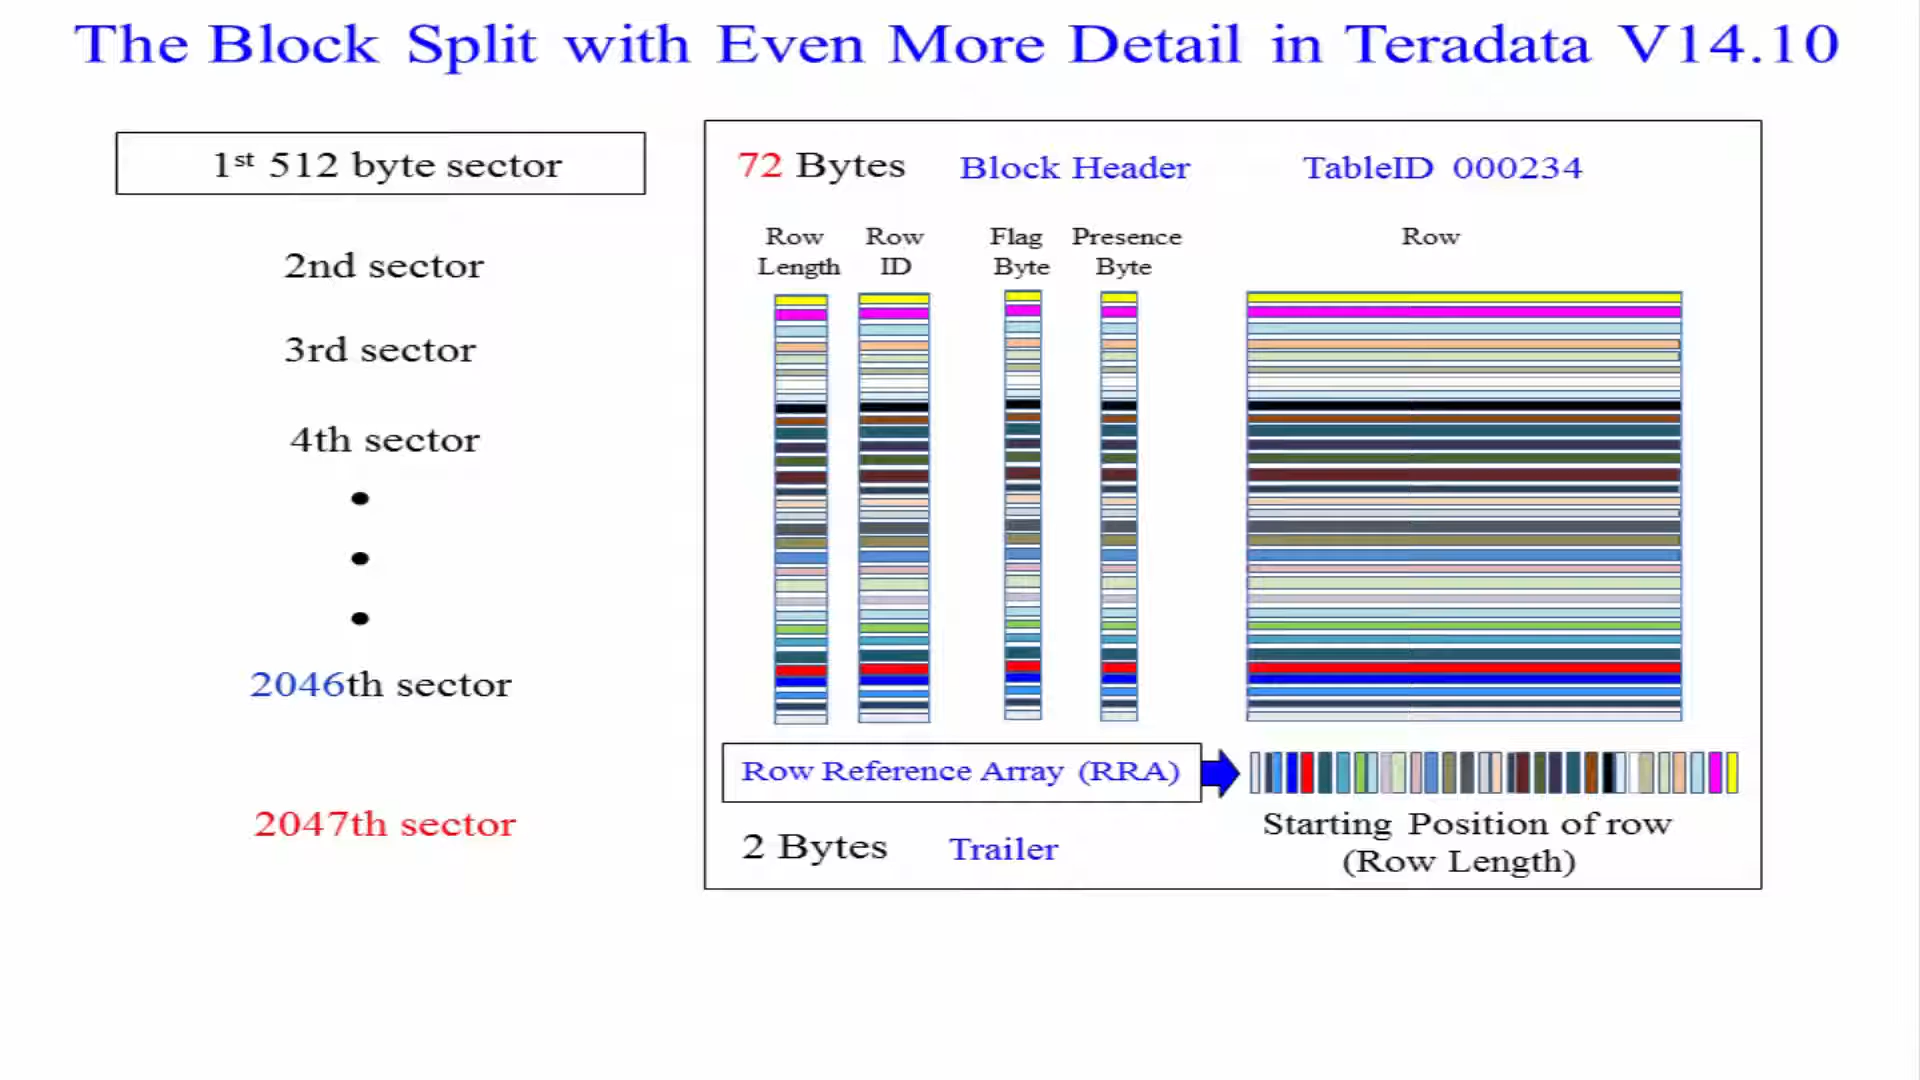 The Block Split with Even More Detail in Teradata V14.10
1st 512 byte sector
2nd sector
3rd sector
4th sector
•
•
•
2046th sector
2047th sector
72 Bytes Block Header TableID 000234
Row Length
Row ID
Flag Byte
Presence Byte
Row
Row Reference Array (RRA)
Starting Position of row
(Row Length)
2 Bytes Trailer